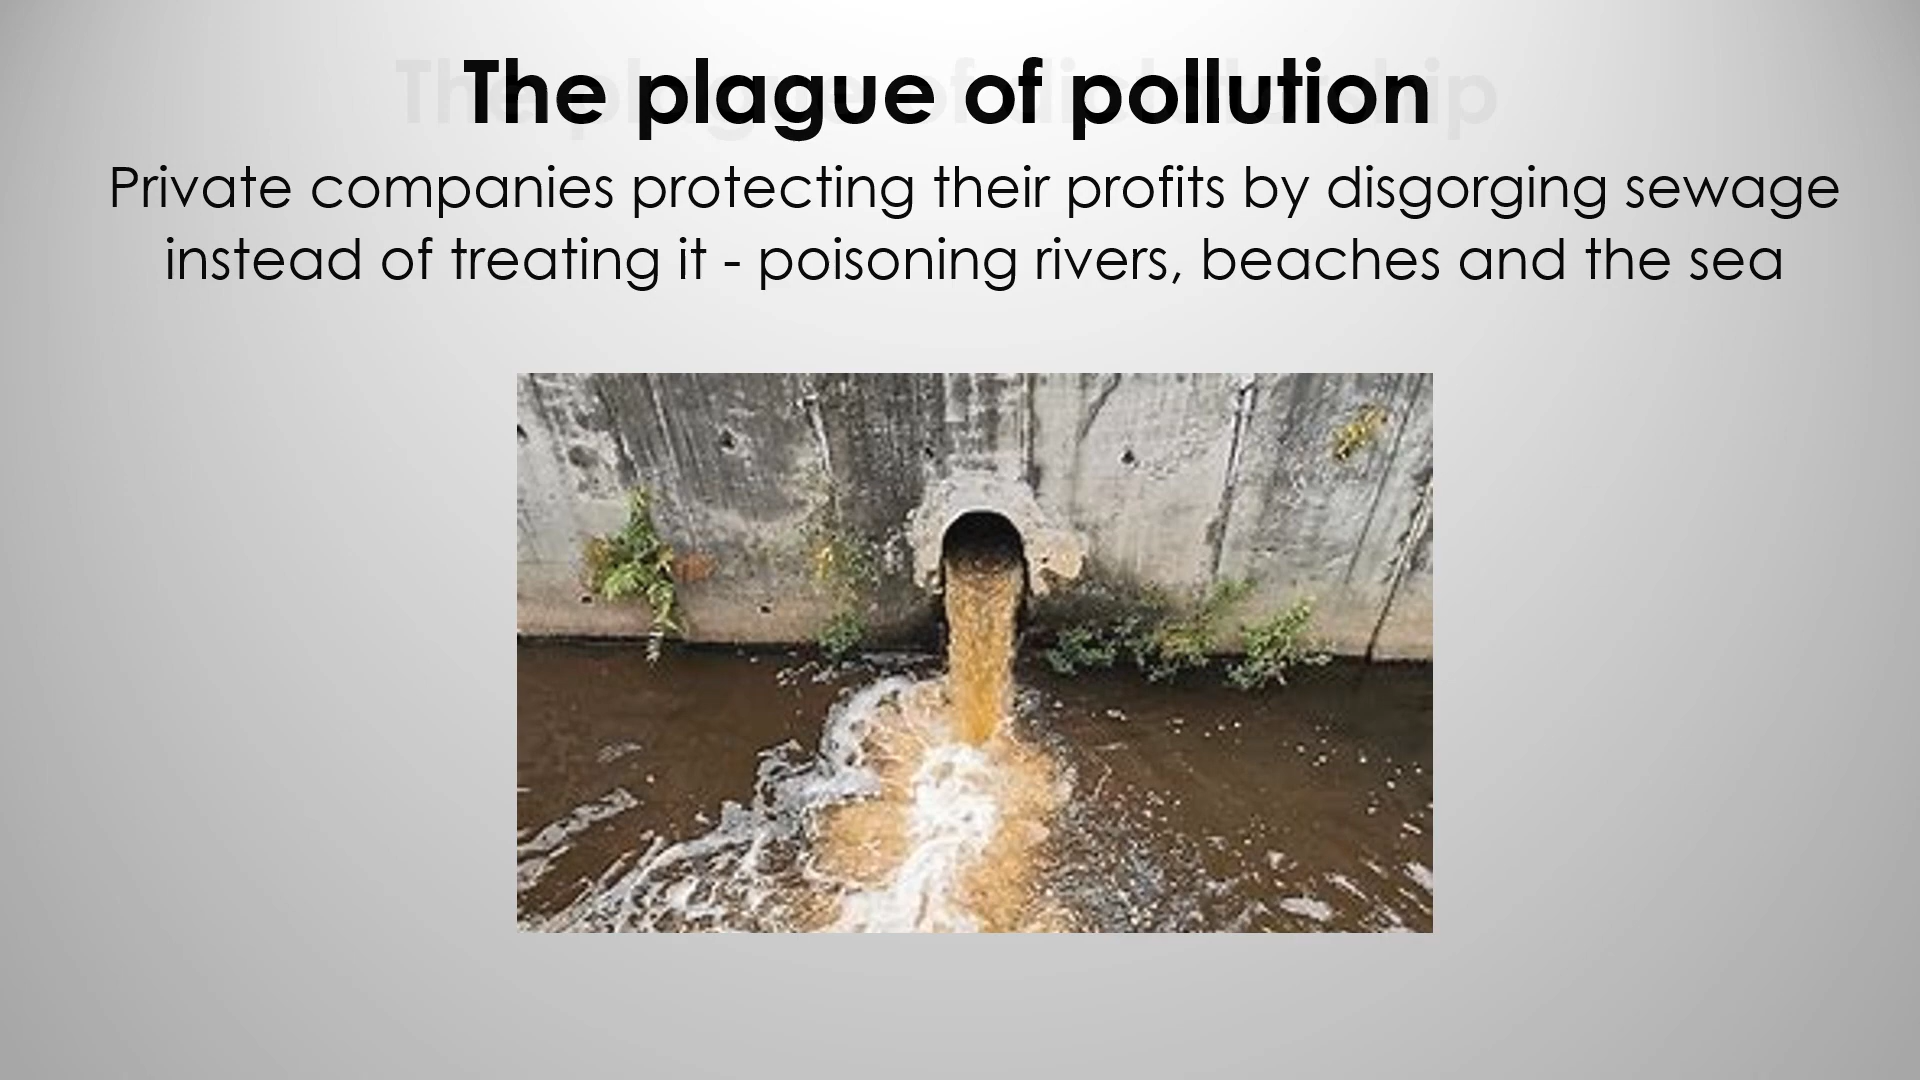 The plague of pollution
Private companies protecting their profits by disgorging sewage
instead of treating it - poisoning rivers, beaches and the sea